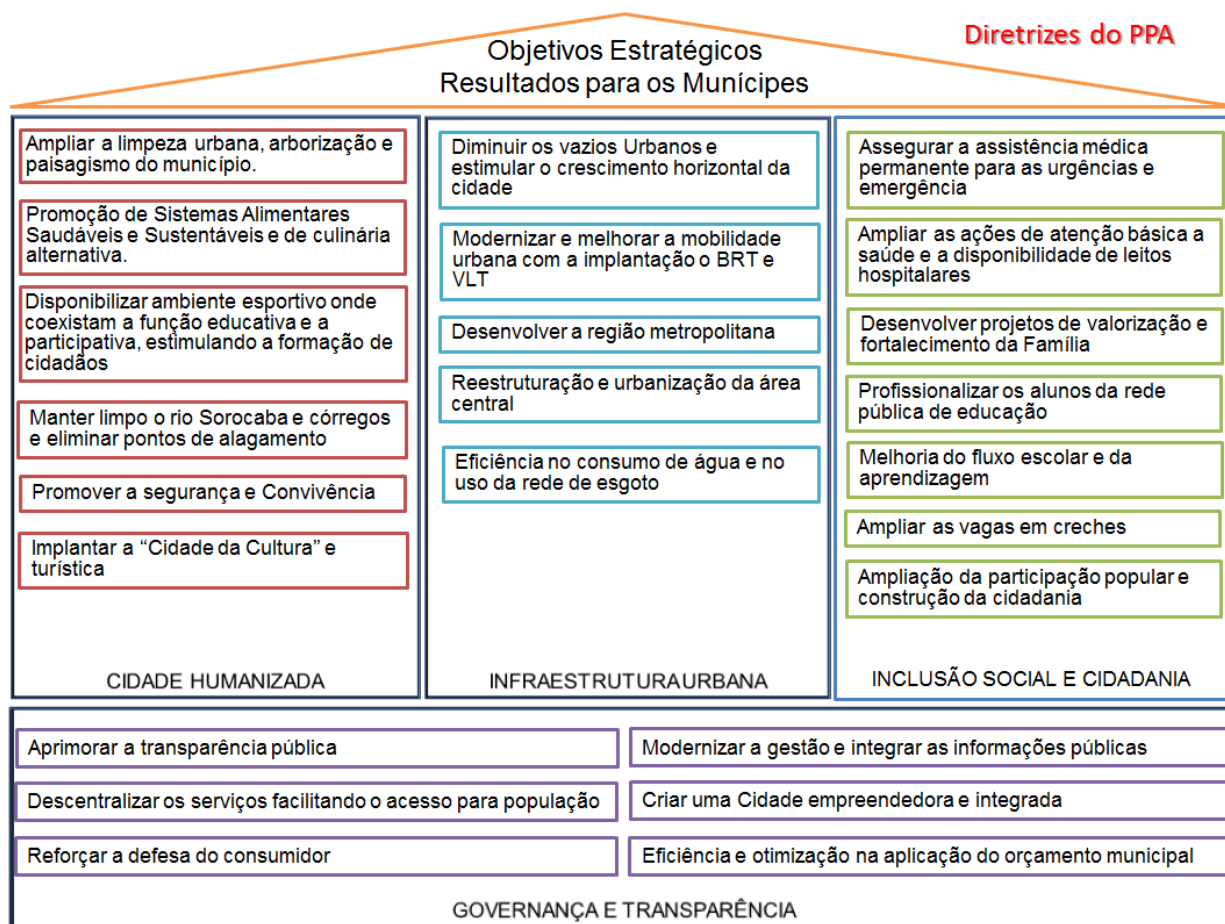 Objetivos Estratégicos
Resultados para os Munícipes
Diretrizes do PPA
Ampliar a limpeza urbana, arborização e
paisagismo do município.
Promoção de Sistemas Alimentares
Saudáveis e Sustentáveis e de culinária
alternativa.
Disponibilizar ambiente esportivo onde
coexistam a função educativa e a
participativa, estimulando a formação de
cidadãos
Manter limpo o rio Sorocaba e córregos
e eliminar pontos de alagamento
Promover a segurança e Convivência
Implantar a “Cidade da Cultura” e
turística
CIDADE HUMANIZADA
Diminuir os vazios Urbanos e
estimular o crescimento horizontal da
cidade
Modernizar e melhorar a mobilidade
urbana com a implantação o BRT e
VLT
Desenvolver a região metropolitana
Reestruturação e urbanização da área
central
Eficiência no consumo de água e no
uso da rede de esgoto
INFRAESTRUTURA URBANA
Assegurar a assistência médica
permanente para as urgências e
emergência
Ampliar as ações de atenção básica a
saúde e a disponibilidade de leitos
hospitalares
Desenvolver projetos de valorização e
fortalecimento da Família
Profissionalizar os alunos da rede
pública de educação
Melhoria do fluxo escolar e da
aprendizagem
Ampliar as vagas em creches
Ampliação da participação popular e
construção da cidadania
INCLUSÃO SOCIAL E CIDADANIA
Aprimorar a transparência pública
Modernizar a gestão e integrar as informações públicas
Descentralizar os serviços facilitando o acesso para população
Criar uma Cidade empreendedora e integrada
Reforçar a defesa do consumidor
Eficiência e otimização na aplicação do orçamento municipal
GOVERNANÇA E TRANSPARÊNCIA